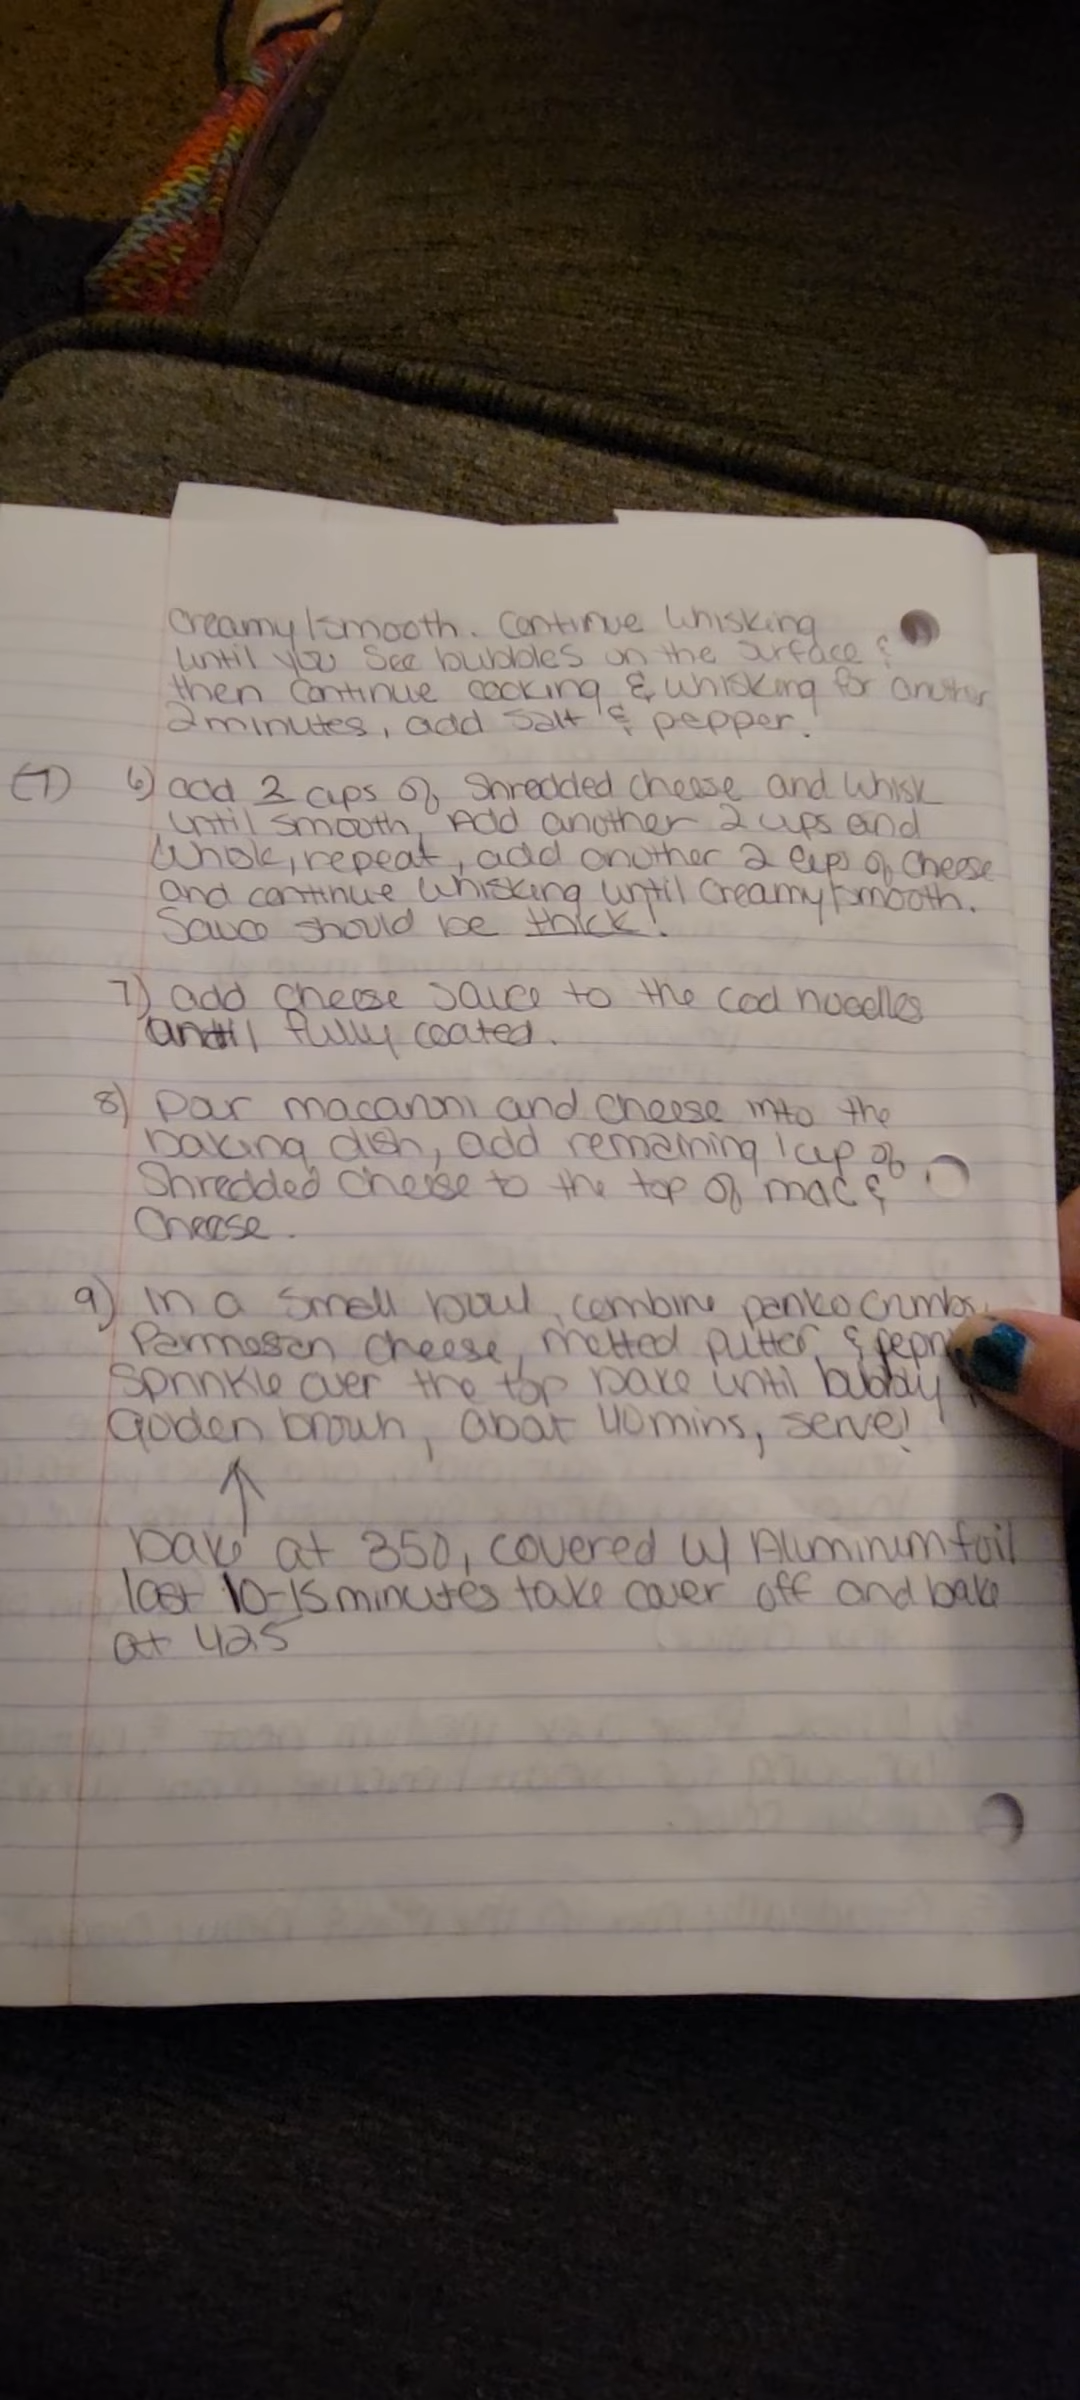 creamy/smooth. Continue whisking
until you see bubbles on the surface &
then continue cooking & whisking for another
2 minutes, add salt & pepper.
(7) 6) add 2 cups of shredded cheese and whisk
until smooth. Add another 2 cups and
whisk, repeat, add another 2 cups of cheese
and continue whisking until creamy/smooth.
Sauce should be thick!
7) add cheese sauce to the cod noodles
until fully coated.
8) pour macaroni and cheese into the
baking dish, add remaining 1 cup of
shredded cheese to the top of mac &
cheese.
9) In a small bowl, combine panko crumbs,
Parmesan cheese, melted butter, &
Sprinkle over the top bake until bubbly
golden brown, about 40 mins, serve!
bake at 350, covered w/ Aluminum foil
last 10-15 minutes take cover off and bake
at 425